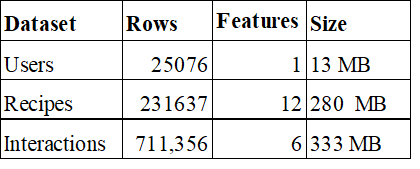 Dataset Rows Features Size
Users 25076 1 13 MB
Recipes 231637 12 280 MB
Interactions 711,356 6 333 MB